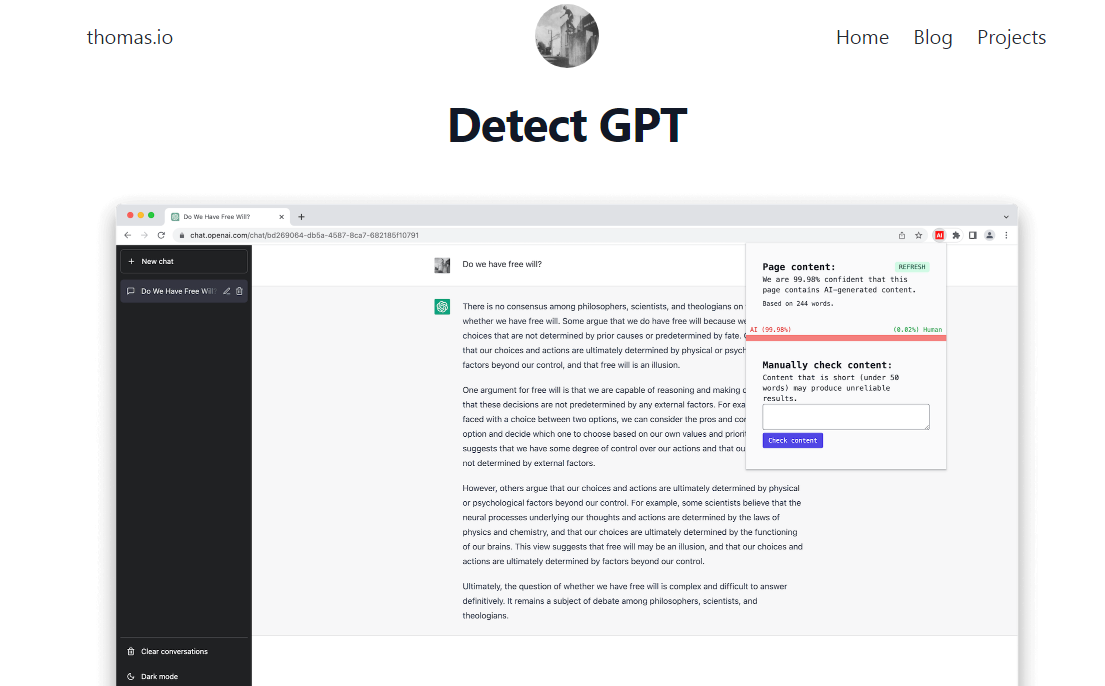 thomas.io
Home Blog Projects
Detect GPT
Do We Have Free Will?
chat.openai.com/chat/bd269064-db5a-4587-8ca7-682185f10791
AI
New chat
Do We Have Free Will?
Clear conversations
Dark mode
Do we have free will?
There is no consensus among philosophers, scientists, and theologians on
whether we have free will. Some argue that we do have free will because we
choices that are not determined by prior causes or predetermined by fate.
that our choices and actions are ultimately determined by physical or
factors beyond our control, and that free will is an illusion.
One argument for free will is that we are capable of reasoning and making
that these decisions are not predetermined by any external factors. For
faced with a choice between two options, we can consider the pros and
option and decide which one to choose based on our own values and
suggests that we have some degree of control over our actions and that
not determined by external factors.
However, others argue that our choices and actions are ultimately determined by physical
or psychological factors beyond our control. For example, some scientists believe that the
neural processes underlying our thoughts and actions are determined by the laws of
physics and chemistry, and that our choices are ultimately determined by the functioning
of our brains. This view suggests that free will may be an illusion, and that our choices and
actions are ultimately determined by factors beyond our control.
Ultimately, the question of whether we have free will is complex and difficult to answer
definitively. It remains a subject of debate among philosophers, scientists, and
theologians.
Page content: REFRESH
We are 99.98% confident that this
page contains AI-generated content.
Based on 244 words.
AI (99.98%) (0.02%) Human
Manually check content:
Content that is short (under 50
words) may produce unreliable
results.
Check content